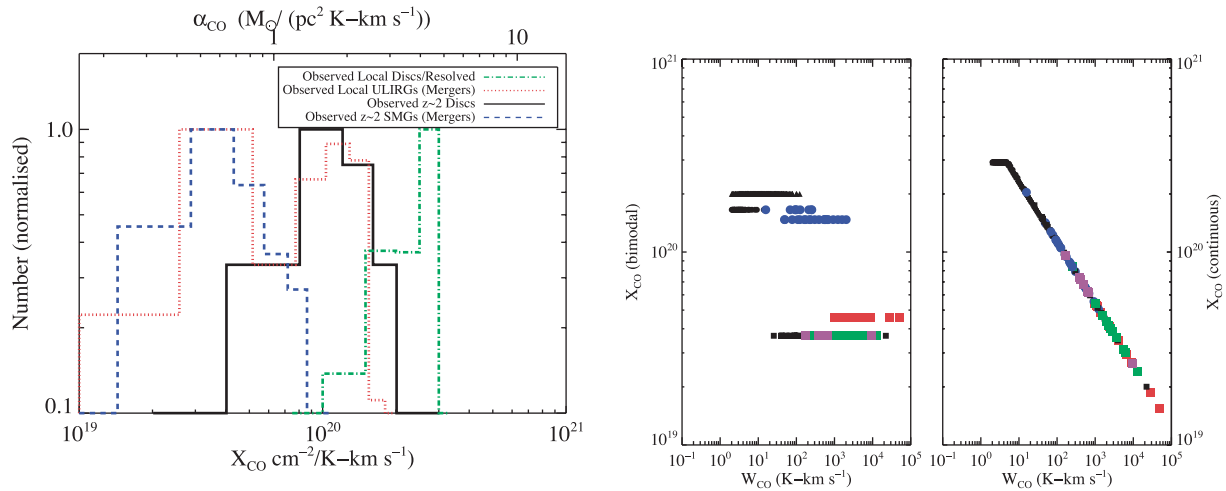 α_CO (M_⊙/ (pc² K−km s⁻¹))
1 10
Observed Local Discs/Resolved
Observed Local ULIRGs (Mergers)
Observed z~2 Discs
Observed z~2 SMGs (Mergers)
Number (normalised)
1.0
0.1
10¹⁹ 10²⁰ 10²¹
X_CO cm⁻²/K−km s⁻¹)
X_CO (bimodal)
10²¹
10²⁰
10¹⁹
10⁻¹ 10⁰ 10¹ 10² 10³ 10⁴ 10⁵
W_CO (K−km s⁻¹)
10²¹
10²⁰
10¹⁹
X_CO (continuous)
10⁻¹ 10⁰ 10¹ 10² 10³ 10⁴ 10⁵
W_CO (K−km s⁻¹)